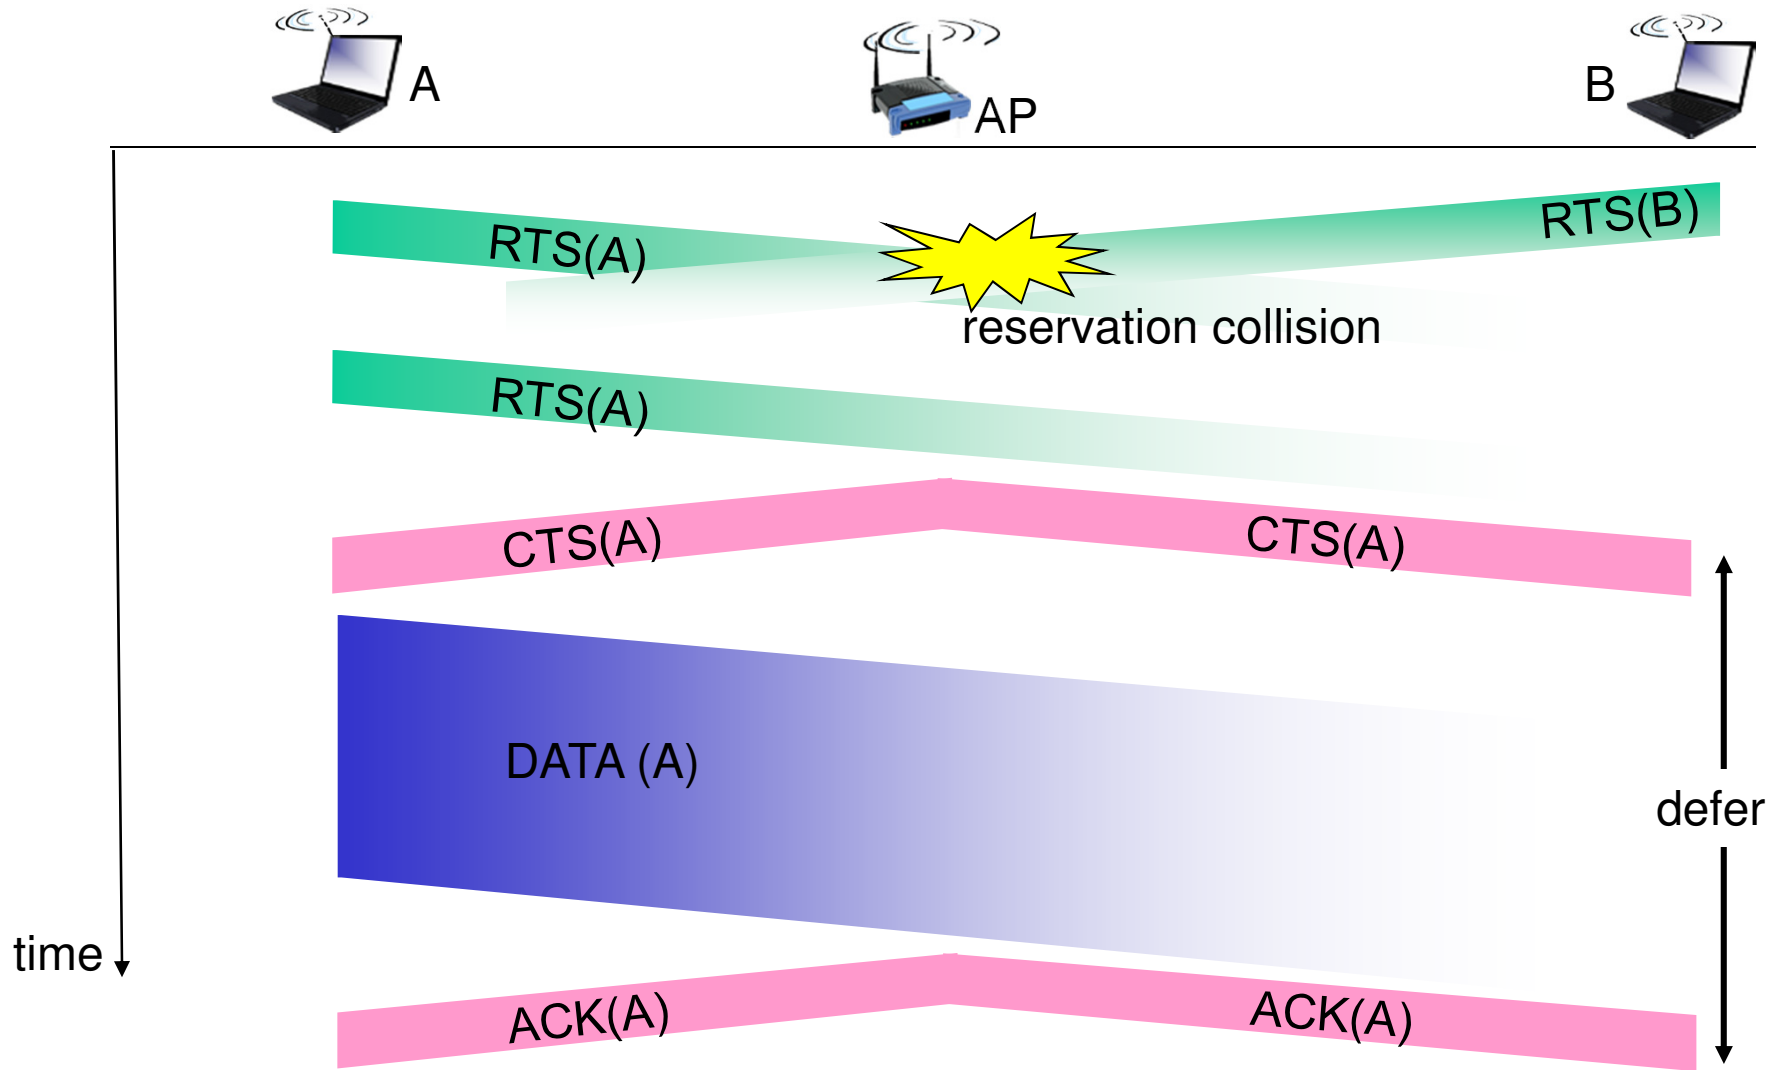 A
AP
B
RTS(A)
RTS(B)
reservation collision
RTS(A)
CTS(A)
CTS(A)
DATA (A)
defer
time
ACK(A)
ACK(A)